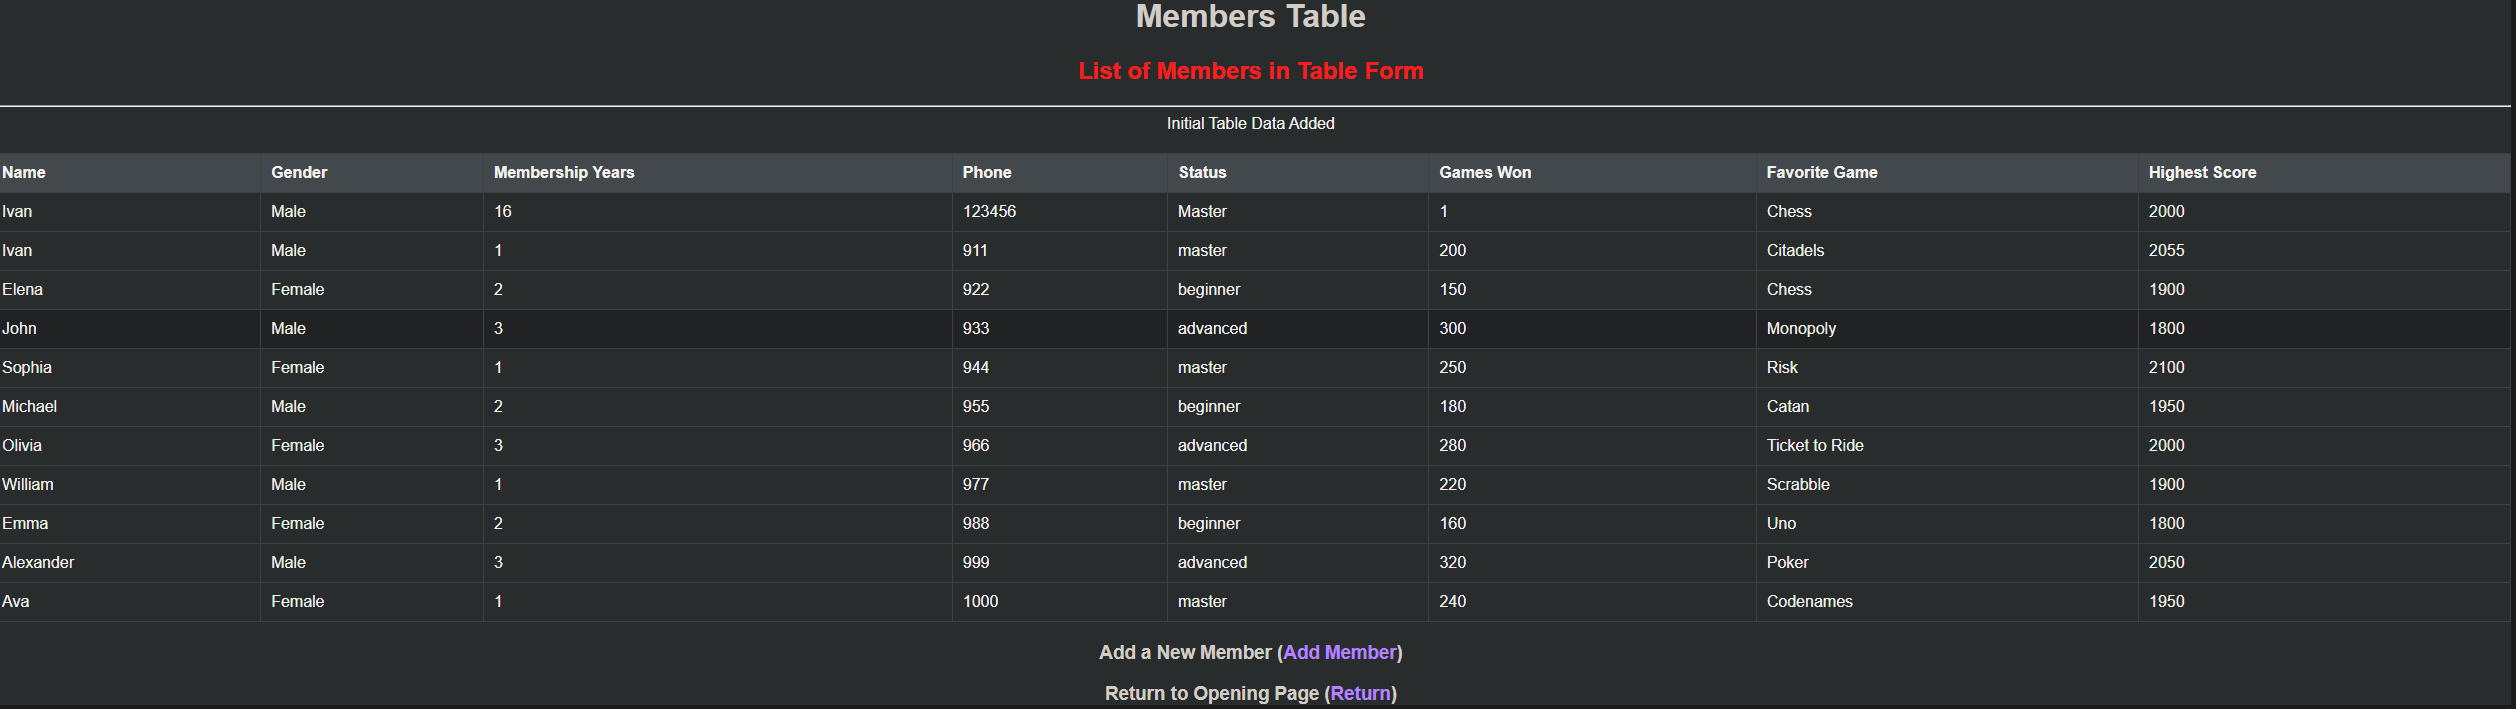 Members Table
List of Members in Table Form
Initial Table Data Added
Name Gender Membership Years Phone Status Games Won Favorite Game Highest Score
Ivan Male 16 123456 Master 1 Chess 2000
Ivan Male 1 911 master 200 Citadels 2055
Elena Female 2 922 beginner 150 Chess 1900
John Male 3 933 advanced 300 Monopoly 1800
Sophia Female 1 944 master 250 Risk 2100
Michael Male 2 955 beginner 180 Catan 1950
Olivia Female 3 966 advanced 280 Ticket to Ride 2000
William Male 1 977 master 220 Scrabble 1900
Emma Female 2 988 beginner 160 Uno 1800
Alexander Male 3 999 advanced 320 Poker 2050
Ava Female 1 1000 master 240 Codenames 1950
Add a New Member (Add Member)
Return to Opening Page (Return)